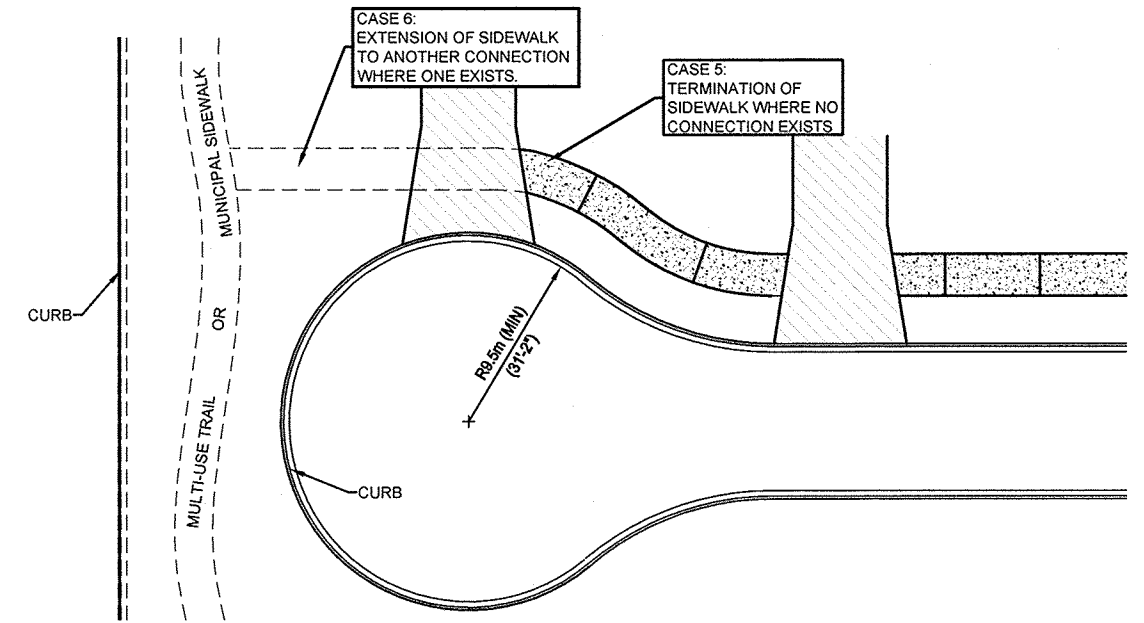 CASE 6:
EXTENSION OF SIDEWALK
TO ANOTHER CONNECTION
WHERE ONE EXISTS.
CASE 5:
TERMINATION OF
SIDEWALK WHERE NO
CONNECTION EXISTS
MULTI-USE TRAIL OR MUNICIPAL SIDEWALK
CURB
R9.5m (MIN)
(31'-2")
CURB